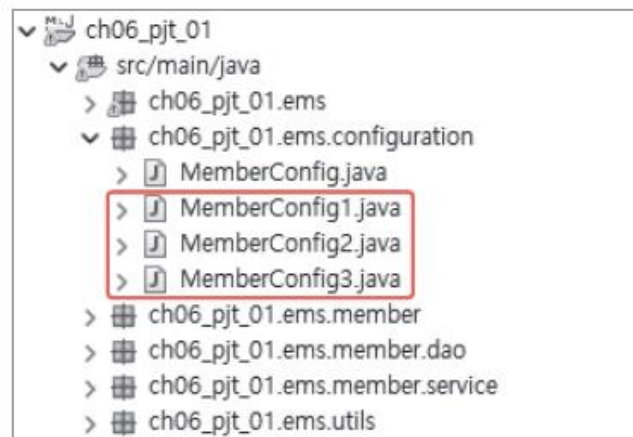 ch06_pjt_01
src/main/java
ch06_pjt_01.ems
ch06_pjt_01.ems.configuration
MemberConfig.java
MemberConfig1.java
MemberConfig2.java
MemberConfig3.java
ch06_pjt_01.ems.member
ch06_pjt_01.ems.member.dao
ch06_pjt_01.ems.member.service
ch06_pjt_01.ems.utils